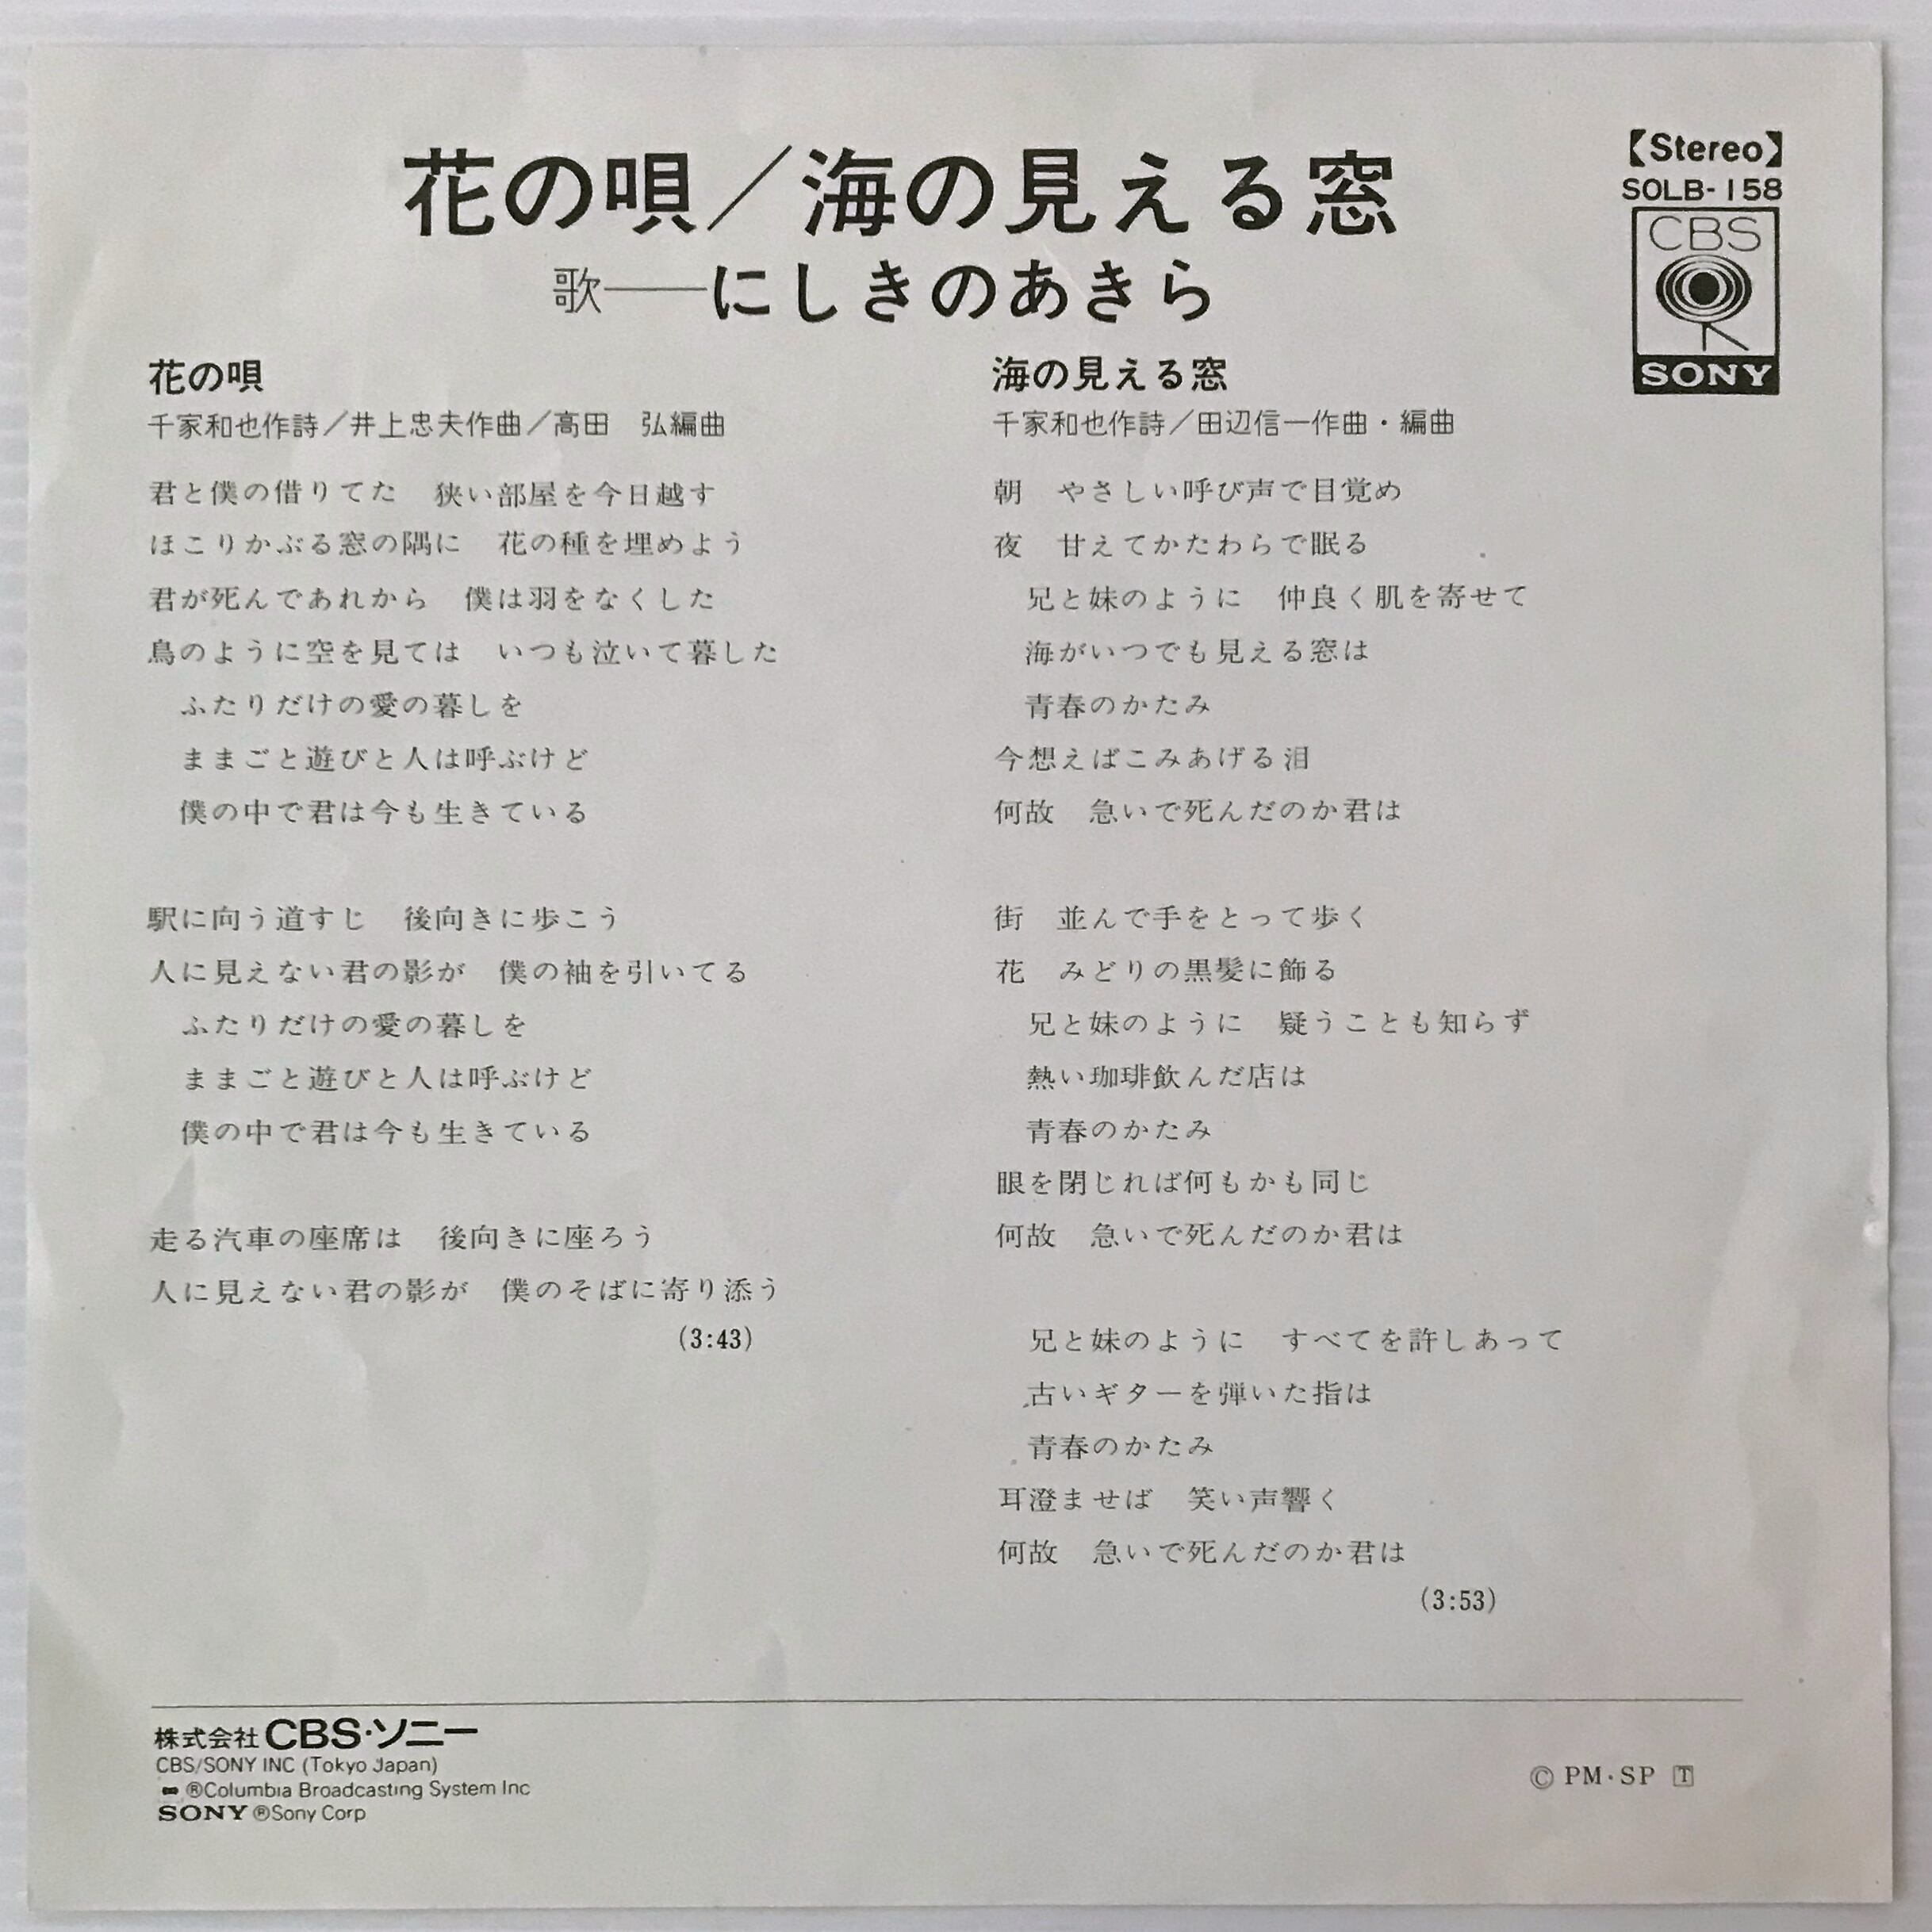 花の唄／海の見える窓
歌──にしきのあきら
【Stereo】
SOLB-158
CBS
SONY
花の唄
千家和也作詩／井上忠夫作曲／高田　弘編曲
君と僕の借りてた　狭い部屋を今日越す
ほこりかぶる窓の隅に　花の種を埋めよう
君が死んであれから　僕は羽をなくした
鳥のように空を見ては　いつも泣いて暮した
ふたりだけの愛の暮しを
ままごと遊びと人は呼ぶけど
僕の中で君は今も生きている
駅に向う道すじ　後向きに歩こう
人に見えない君の影が　僕の袖を引いてる
ふたりだけの愛の暮しを
ままごと遊びと人は呼ぶけど
僕の中で君は今も生きている
走る汽車の座席は　後向きに座ろう
人に見えない君の影が　僕のそばに寄り添う
(3:43)
海の見える窓
千家和也作詩／田辺信一作曲・編曲
朝　やさしい呼び声で目覚め
夜　甘えてかたわらで眠る
兄と妹のように　仲良く肌を寄せて
海がいつでも見える窓は
青春のかたみ
今想えばこみあげる泪
何故　急いで死んだのか君は
街　並んで手をとって歩く
花　みどりの黒髪に飾る
兄と妹のように　疑うことも知らず
熱い珈琲飲んだ店は
青春のかたみ
眼を閉じれば何もかも同じ
何故　急いで死んだのか君は
兄と妹のように　すべてを許しあって
古いギターを弾いた指は
青春のかたみ
耳澄ませば　笑い声響く
何故　急いで死んだのか君は
(3:53)
株式会社CBS・ソニー
CBS/SONY INC (Tokyo Japan)
®Columbia Broadcasting System Inc
SONY ®Sony Corp
© PM・SP T